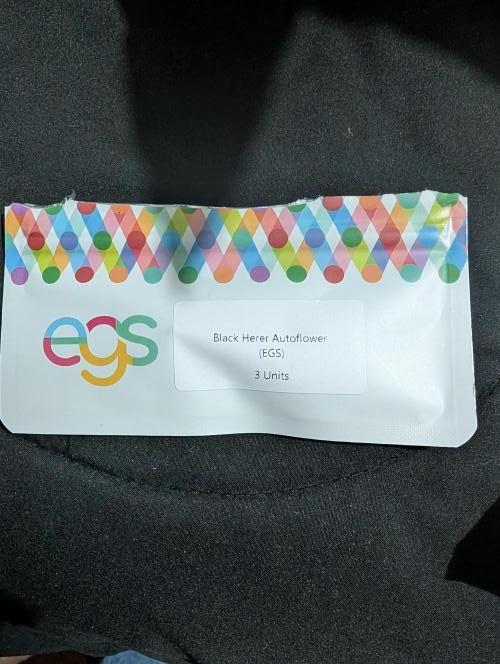 egs
Black Herer Autoflower
(EGS)
3 Units